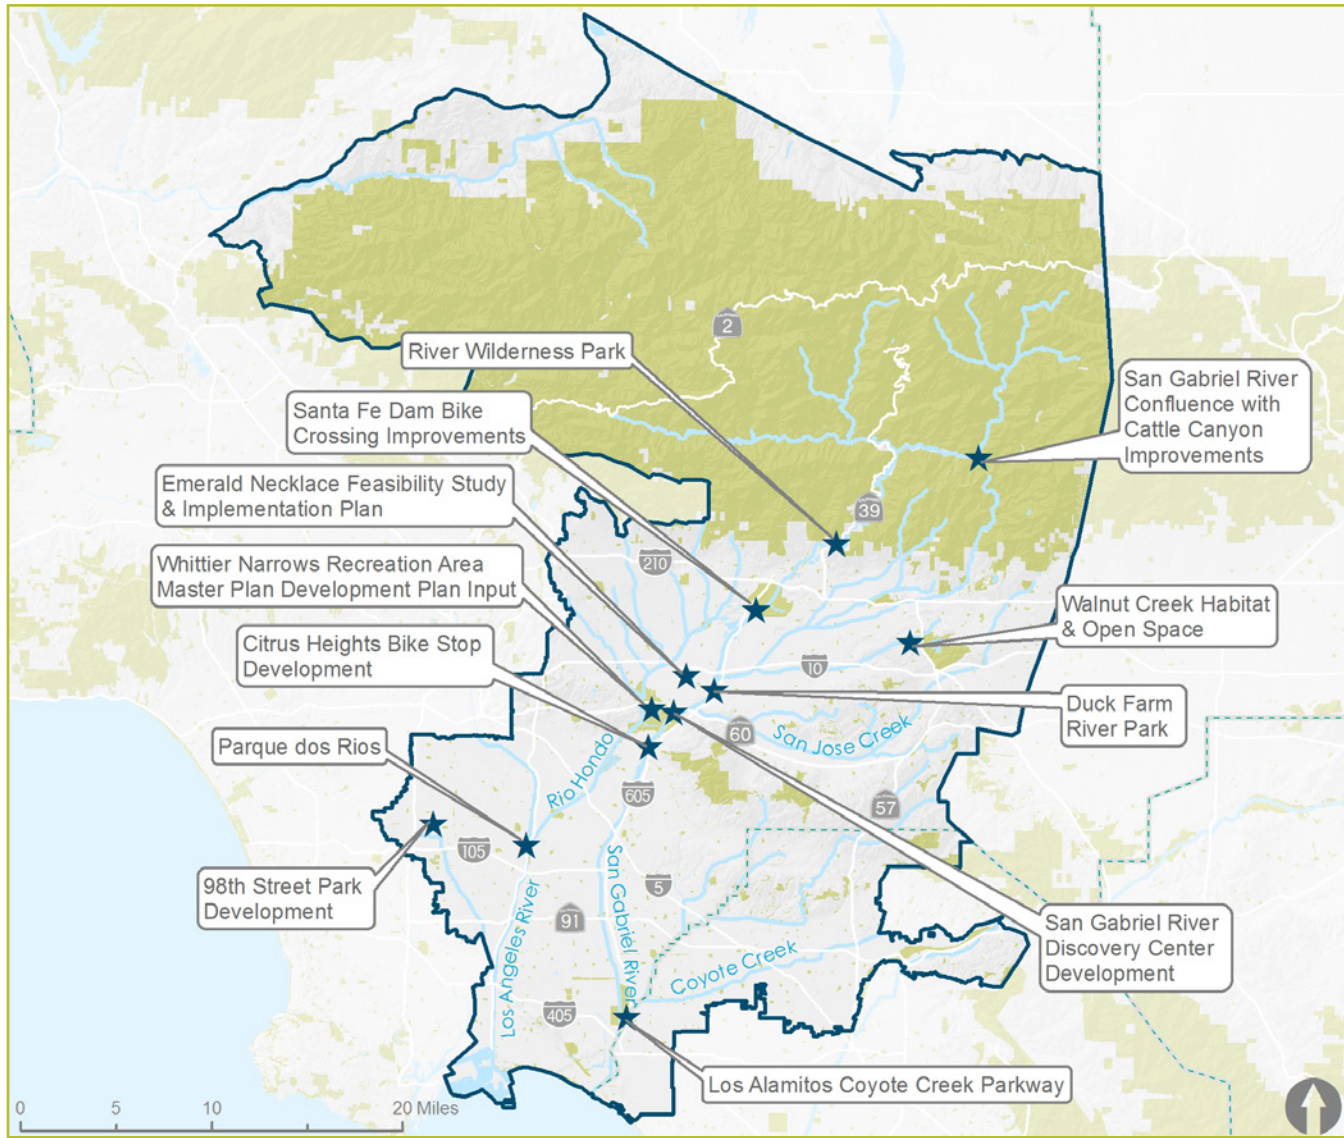 2
River Wilderness Park
San Gabriel River
Confluence with
Cattle Canyon
Improvements
Santa Fe Dam Bike
Crossing Improvements
Emerald Necklace Feasibility Study
& Implementation Plan
39
Whittier Narrows Recreation Area
Master Plan Development Plan Input
210
Walnut Creek Habitat
& Open Space
Citrus Heights Bike Stop
Development
10
Duck Farm
River Park
Parque dos Rios
60
San Jose Creek
Rio Hondo
605
57
105
98th Street Park
Development
San Gabriel River
5
Los Angeles River
91
San Gabriel River
Discovery Center
Development
Coyote Creek
405
Los Alamitos Coyote Creek Parkway
0 5 10 20 Miles